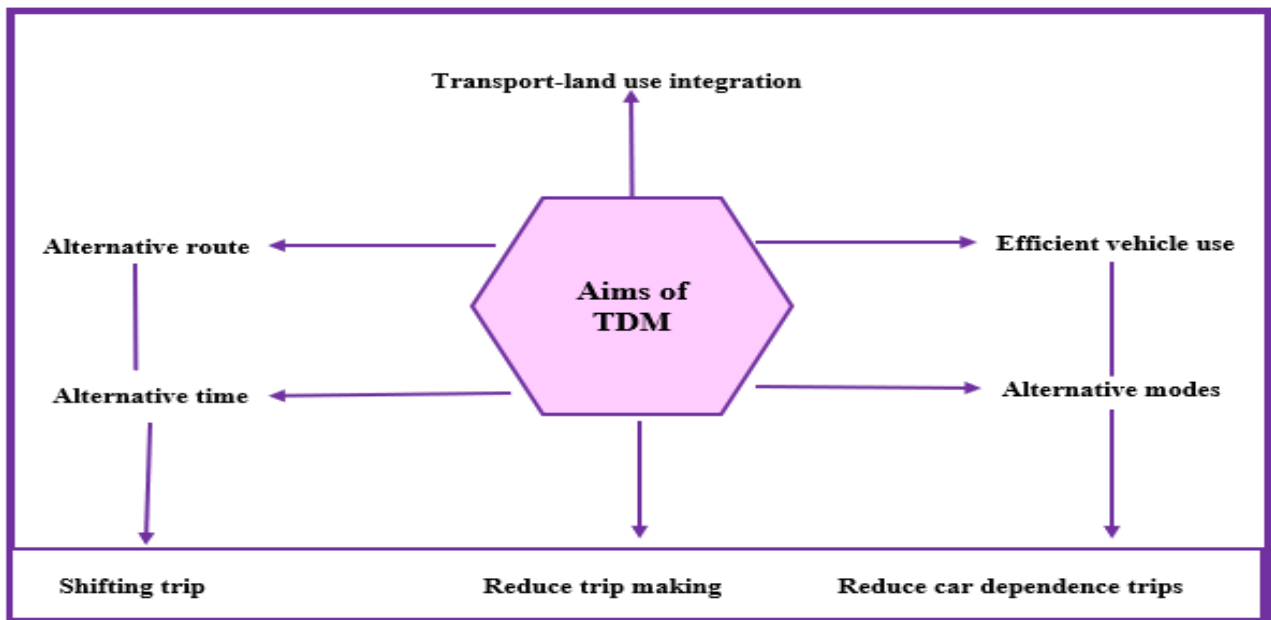 Transport-land use integration
Alternative route
Efficient vehicle use
Aims of
TDM
Alternative time
Alternative modes
Shifting trip
Reduce trip making
Reduce car dependence trips